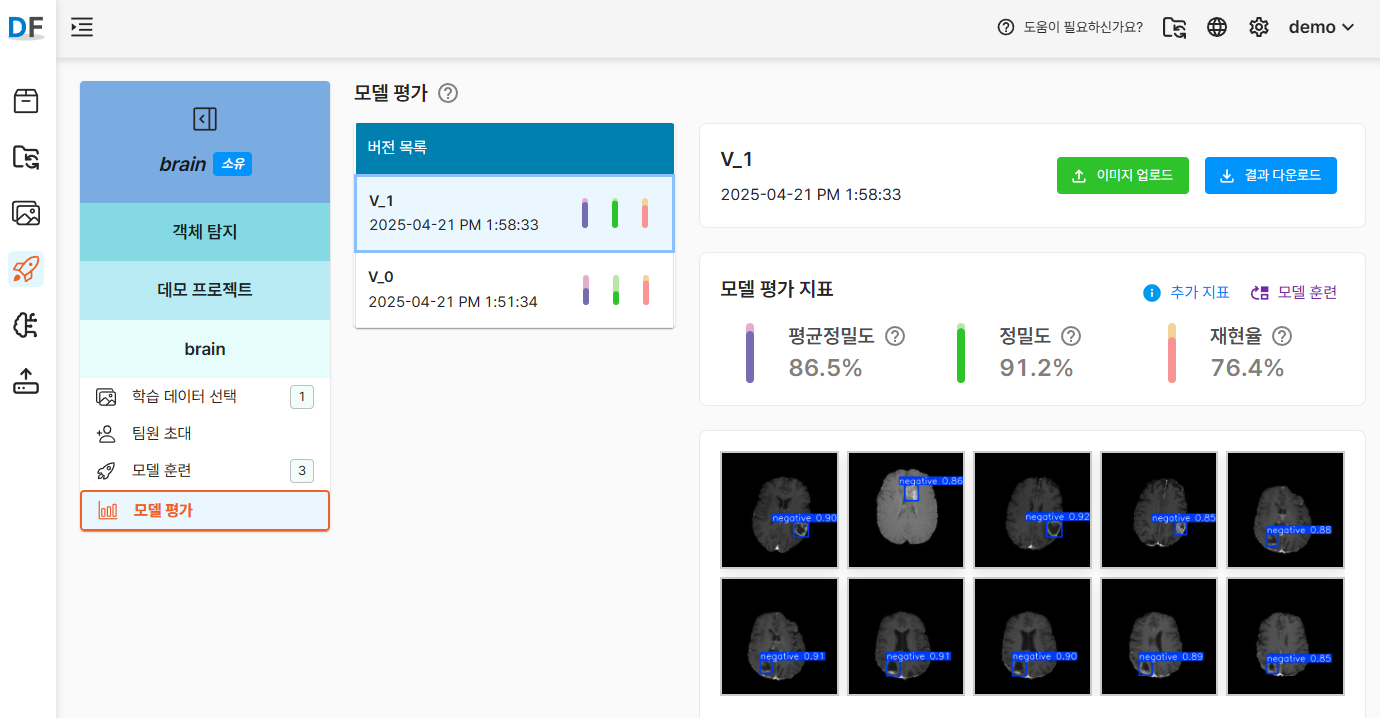 DF
도움이 필요하신가요?
demo
brain 소유
객체 탐지
데모 프로젝트
brain
학습 데이터 선택 1
팀원 초대
모델 훈련 3
모델 평가
모델 평가
버전 목록
V_1
2025-04-21 PM 1:58:33
V_0
2025-04-21 PM 1:51:34
V_1
2025-04-21 PM 1:58:33
이미지 업로드
결과 다운로드
모델 평가 지표
추가 지표
모델 훈련
평균정밀도
86.5%
정밀도
91.2%
재현율
76.4%
negative 0.90
negative 0.86
negative 0.92
negative 0.85
negative 0.88
negative 0.91
negative 0.91
negative 0.90
negative 0.89
negative 0.85